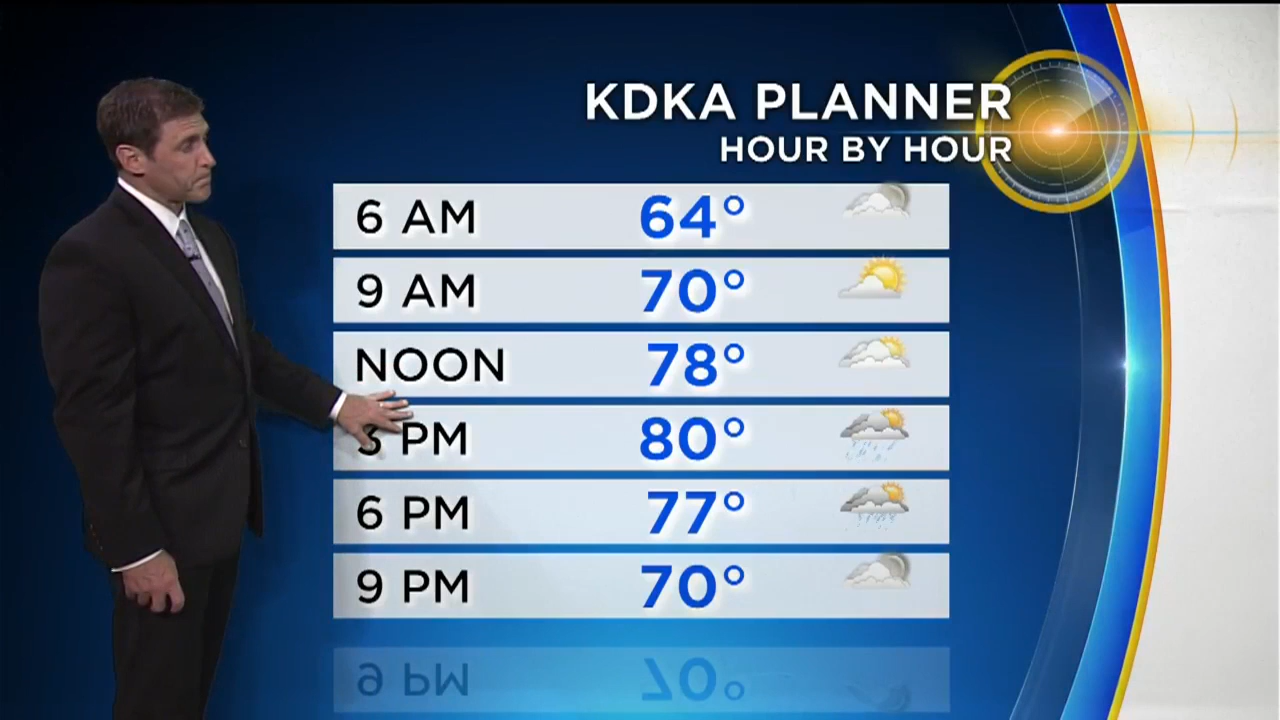 KDKA PLANNER
HOUR BY HOUR
6 AM 64°
9 AM 70°
NOON 78°
3 PM 80°
6 PM 77°
9 PM 70°